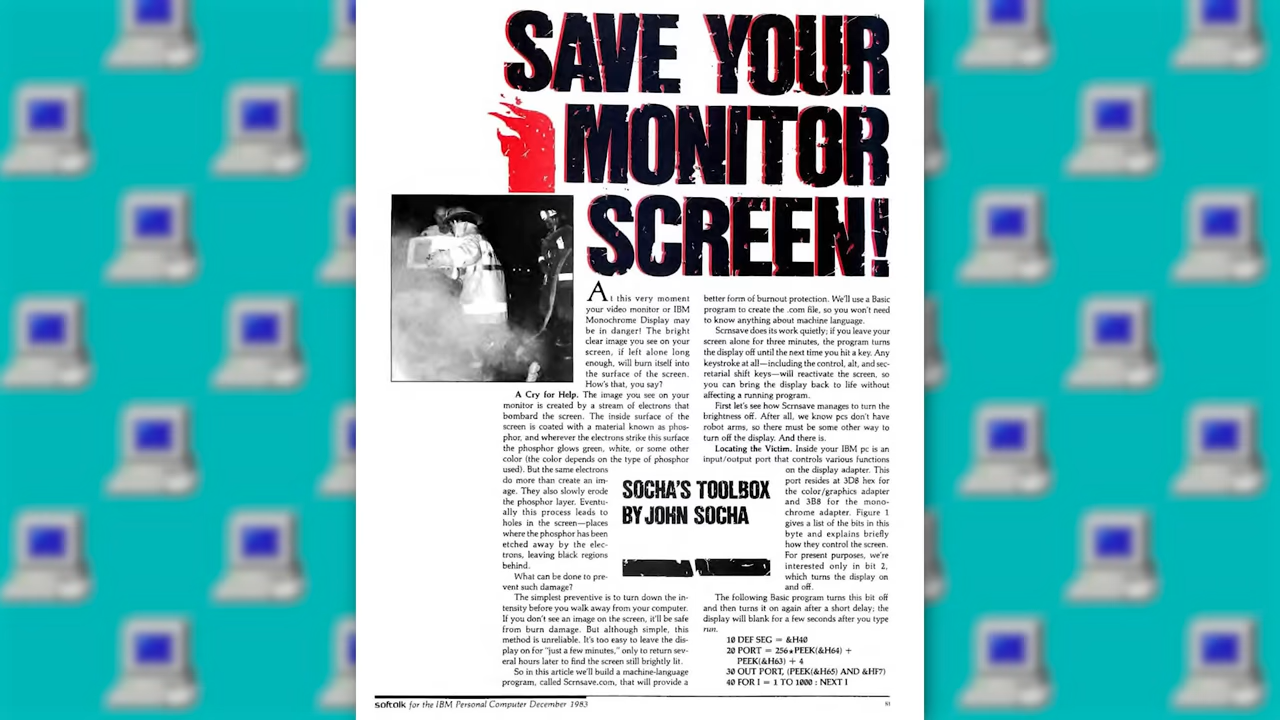 SAVE YOUR
MONITOR
SCREEN!
At this very moment
your video monitor or IBM
Monochrome Display may
be in danger! The bright
clear image you see on your
screen, if left alone long
enough, will burn itself into
the surface of the screen.
How's that, you say?
A Cry for Help. The image you see on your
monitor is created by a stream of electrons that
bombard the screen. The inside surface of the
screen is coated with a material known as phos-
phor, and wherever the electrons strike this surface
the phosphor glows green, white, or some other
color (the color depends on the type of phosphor
used). But the same electrons
do more than create an im-
age. They also slowly erode
the phosphor layer. Eventu-
ally this process leads to
holes in the screen—places
where the phosphor has been
etched away by the elec-
trons, leaving black regions
behind.
What can be done to pre-
vent such damage?
The simplest preventive is to turn down the in-
tensity before you walk away from your computer.
If you don't see an image on the screen, it'll be safe
from burn damage. But although simple, this
method is unreliable. It's too easy to leave the dis-
play on for "just a few minutes," only to return sev-
eral hours later to find the screen still brightly lit.
So in this article we'll build a machine-language
program, called Scrnsave.com, that will provide a
better form of burnout protection. We'll use a Basic
program to create the .com file, so you won't need
to know anything about machine language.
Scrnsave does its work quietly; if you leave your
screen alone for three minutes, the program turns
the display off until the next time you hit a key. Any
keystroke at all—including the control, alt, and sec-
retarial shift keys—will reactivate the screen, so
you can bring the display back to life without
affecting a running program.
First let's see how Scrnsave manages to turn the
brightness off. After all, we know pcs don't have
robot arms, so there must be some other way to
turn off the display. And there is.
Locating the Victim. Inside your IBM pc is an
input/output port that controls various functions
on the display adapter. This
port resides at 3D8 hex for
the color/graphics adapter
and 3B8 for the mono-
chrome adapter. Figure 1
gives a list of the bits in this
byte and explains briefly
how they control the screen.
For present purposes, we're
interested only in bit 2,
which turns the display on
and off.
The following Basic program turns this bit off
and then turns it on again after a short delay; the
display will blank for a few seconds after you type
run.
10 DEF SEG = &H40
20 PORT = 256*PEEK(&H64) +
PEEK(&H63) + 4
30 OUT PORT, (PEEK(&H65) AND &HF7)
40 FOR I = 1 TO 1000 : NEXT I
SOCHA'S TOOLBOX
BY JOHN SOCHA
softalk for the IBM Personal Computer December 1983